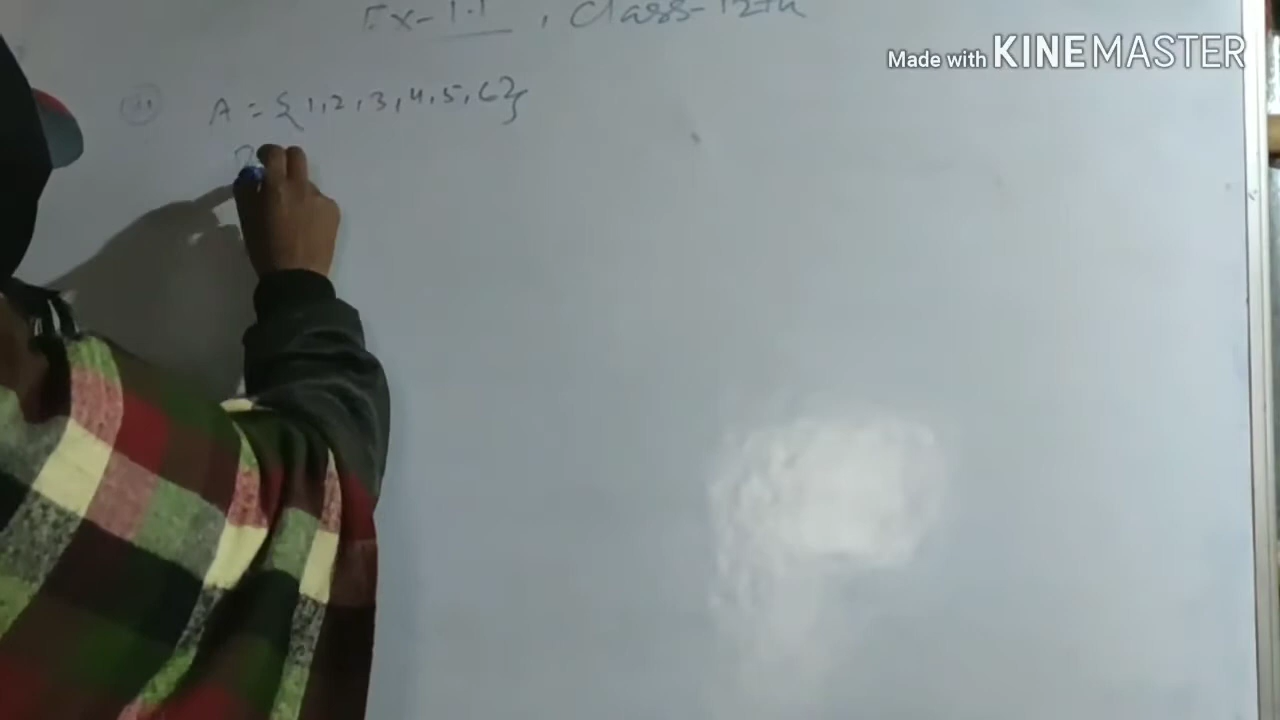 Ex-1.1, Class-12th
Made with KINEMASTER
A = {1,2,3,4,5,6}